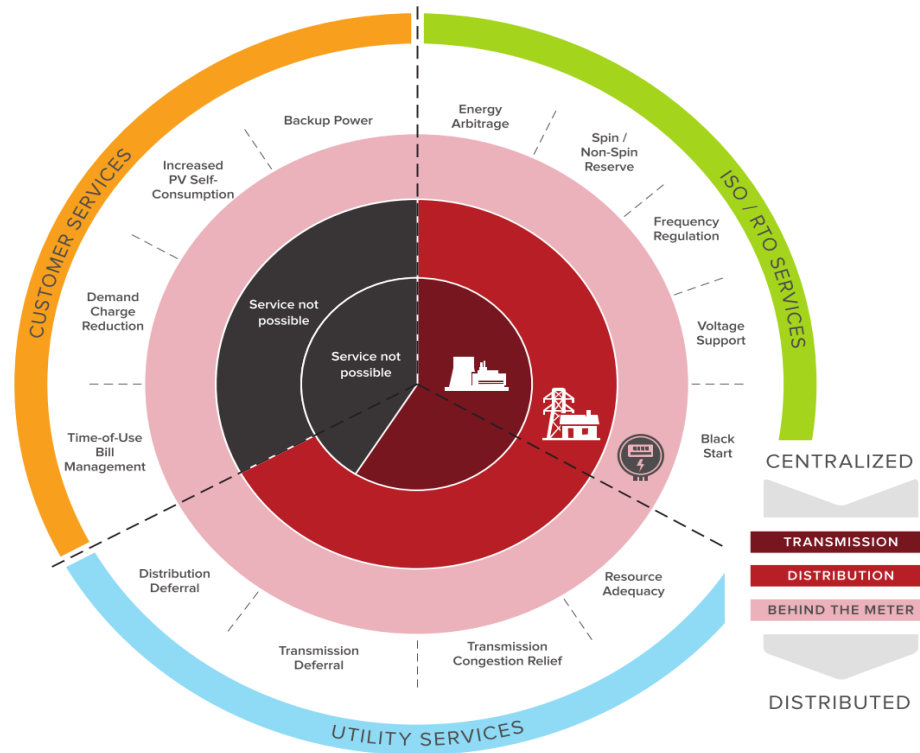 CUSTOMER SERVICES
ISO / RTO SERVICES
UTILITY SERVICES
Backup Power
Increased
PV Self-
Consumption
Demand
Charge
Reduction
Time-of-Use
Bill
Management
Energy
Arbitrage
Spin /
Non-Spin
Reserve
Frequency
Regulation
Voltage
Support
Black
Start
Service not
possible
Service not
possible
Distribution
Deferral
Transmission
Deferral
Transmission
Congestion Relief
Resource
Adequacy
CENTRALIZED
TRANSMISSION
DISTRIBUTION
BEHIND THE METER
DISTRIBUTED